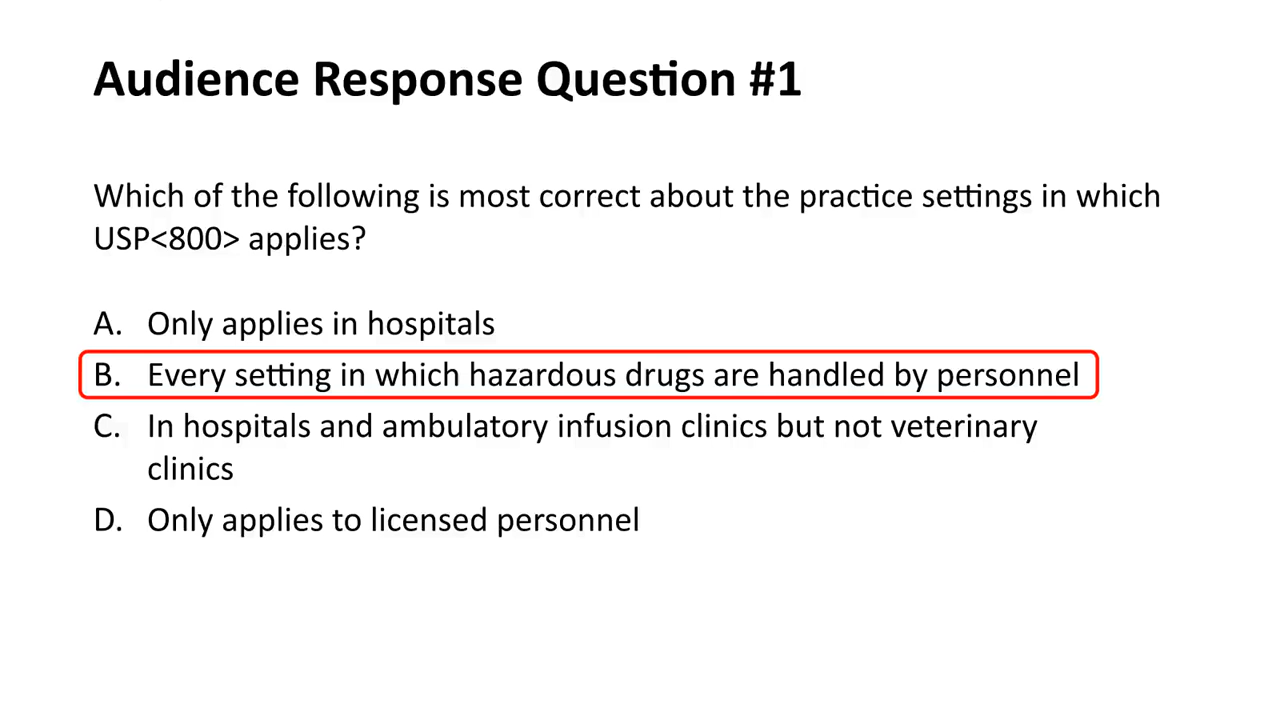 Audience Response Question #1
Which of the following is most correct about the practice settings in which
USP<800> applies?
A. Only applies in hospitals
B. Every setting in which hazardous drugs are handled by personnel
C. In hospitals and ambulatory infusion clinics but not veterinary
clinics
D. Only applies to licensed personnel